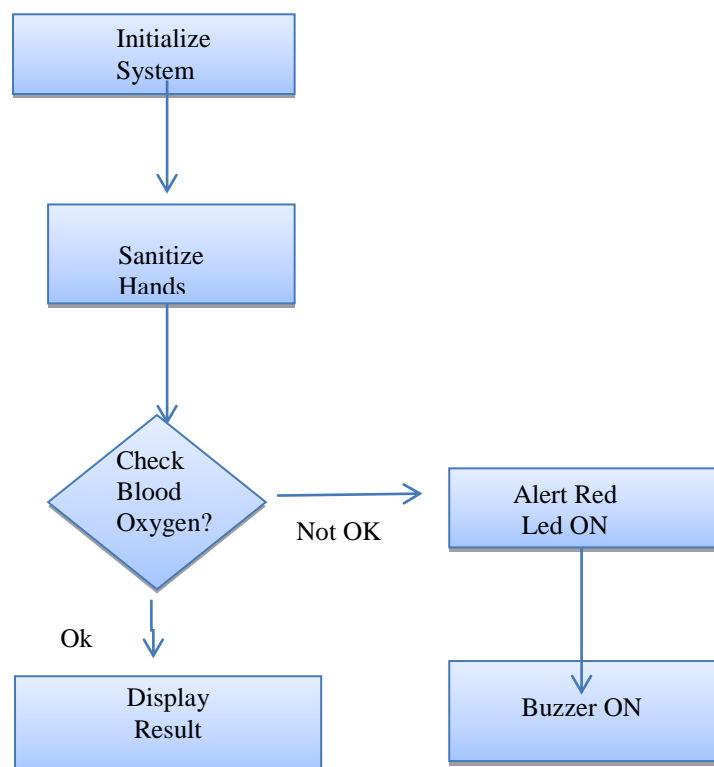 Initialize
System
Sanitize
Hands
Check
Blood
Oxygen?
Not OK
Alert Red
Led ON
Ok
Display
Result
Buzzer ON